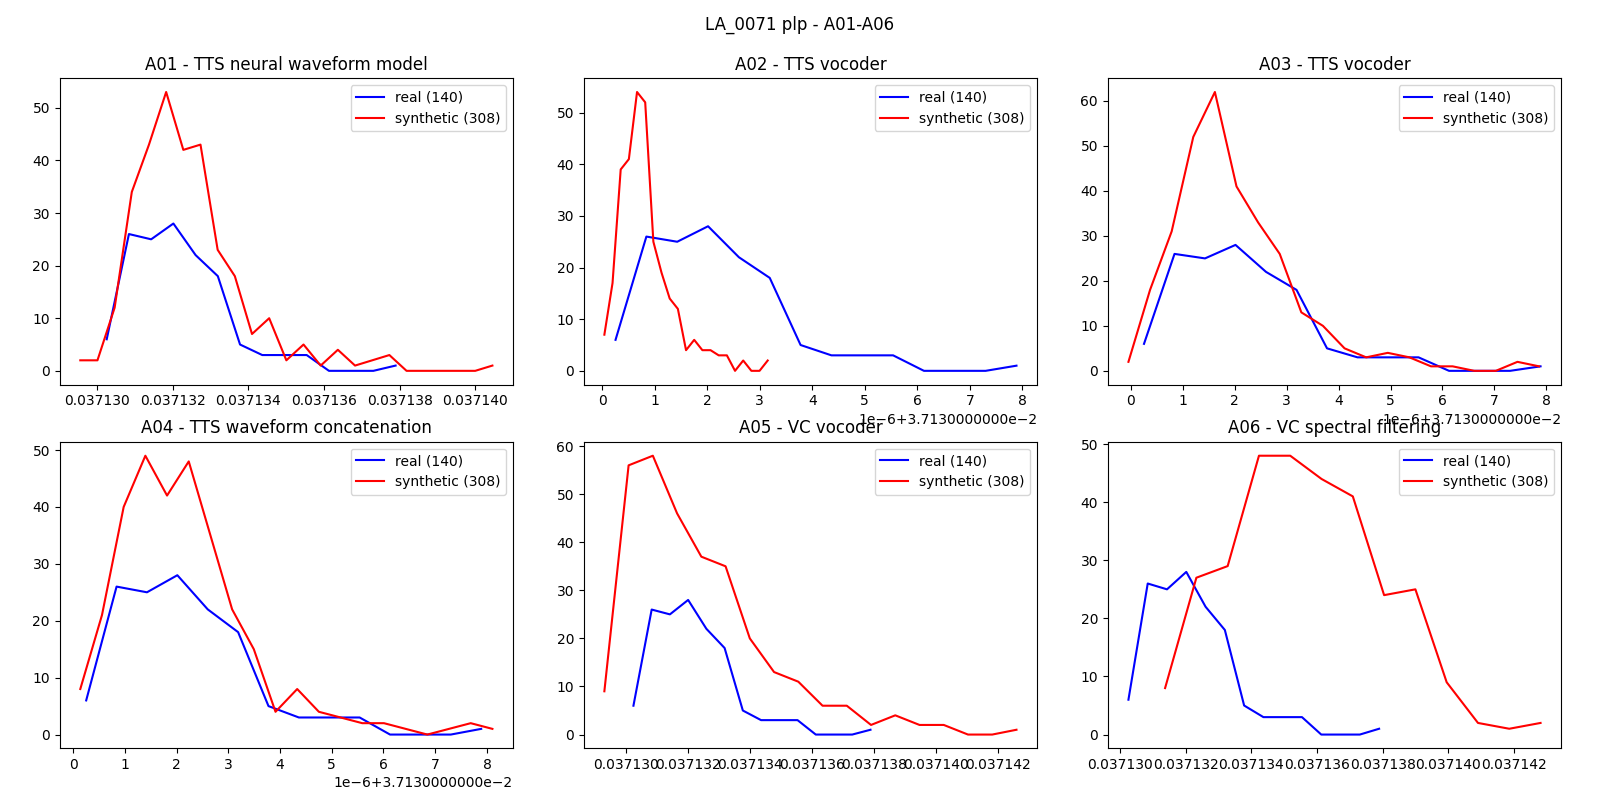 LA_0071 plp - A01-A06
A01 - TTS neural waveform model
real (140)
synthetic (308)
50
40
30
20
10
0
0.037130 0.037132 0.037134 0.037136 0.037138 0.037140
A02 - TTS vocoder
real (140)
synthetic (308)
50
40
30
20
10
0
0 1 2 3 4 5 6 7 8
1e−6+3.7130000000e−2
A03 - TTS vocoder
real (140)
synthetic (308)
60
50
40
30
20
10
0
0 1 2 3 4 5 6 7 8
1e−6+3.7130000000e−2
A04 - TTS waveform concatenation
real (140)
synthetic (308)
50
40
30
20
10
0
0 1 2 3 4 5 6 7 8
1e−6+3.7130000000e−2
A05 - VC vocoder
real (140)
synthetic (308)
60
50
40
30
20
10
0
0.037130 0.037132 0.037134 0.037136 0.037138 0.037140 0.037142
A06 - VC spectral filtering
real (140)
synthetic (308)
50
40
30
20
10
0
0.037130 0.037132 0.037134 0.037136 0.037138 0.037140 0.037142